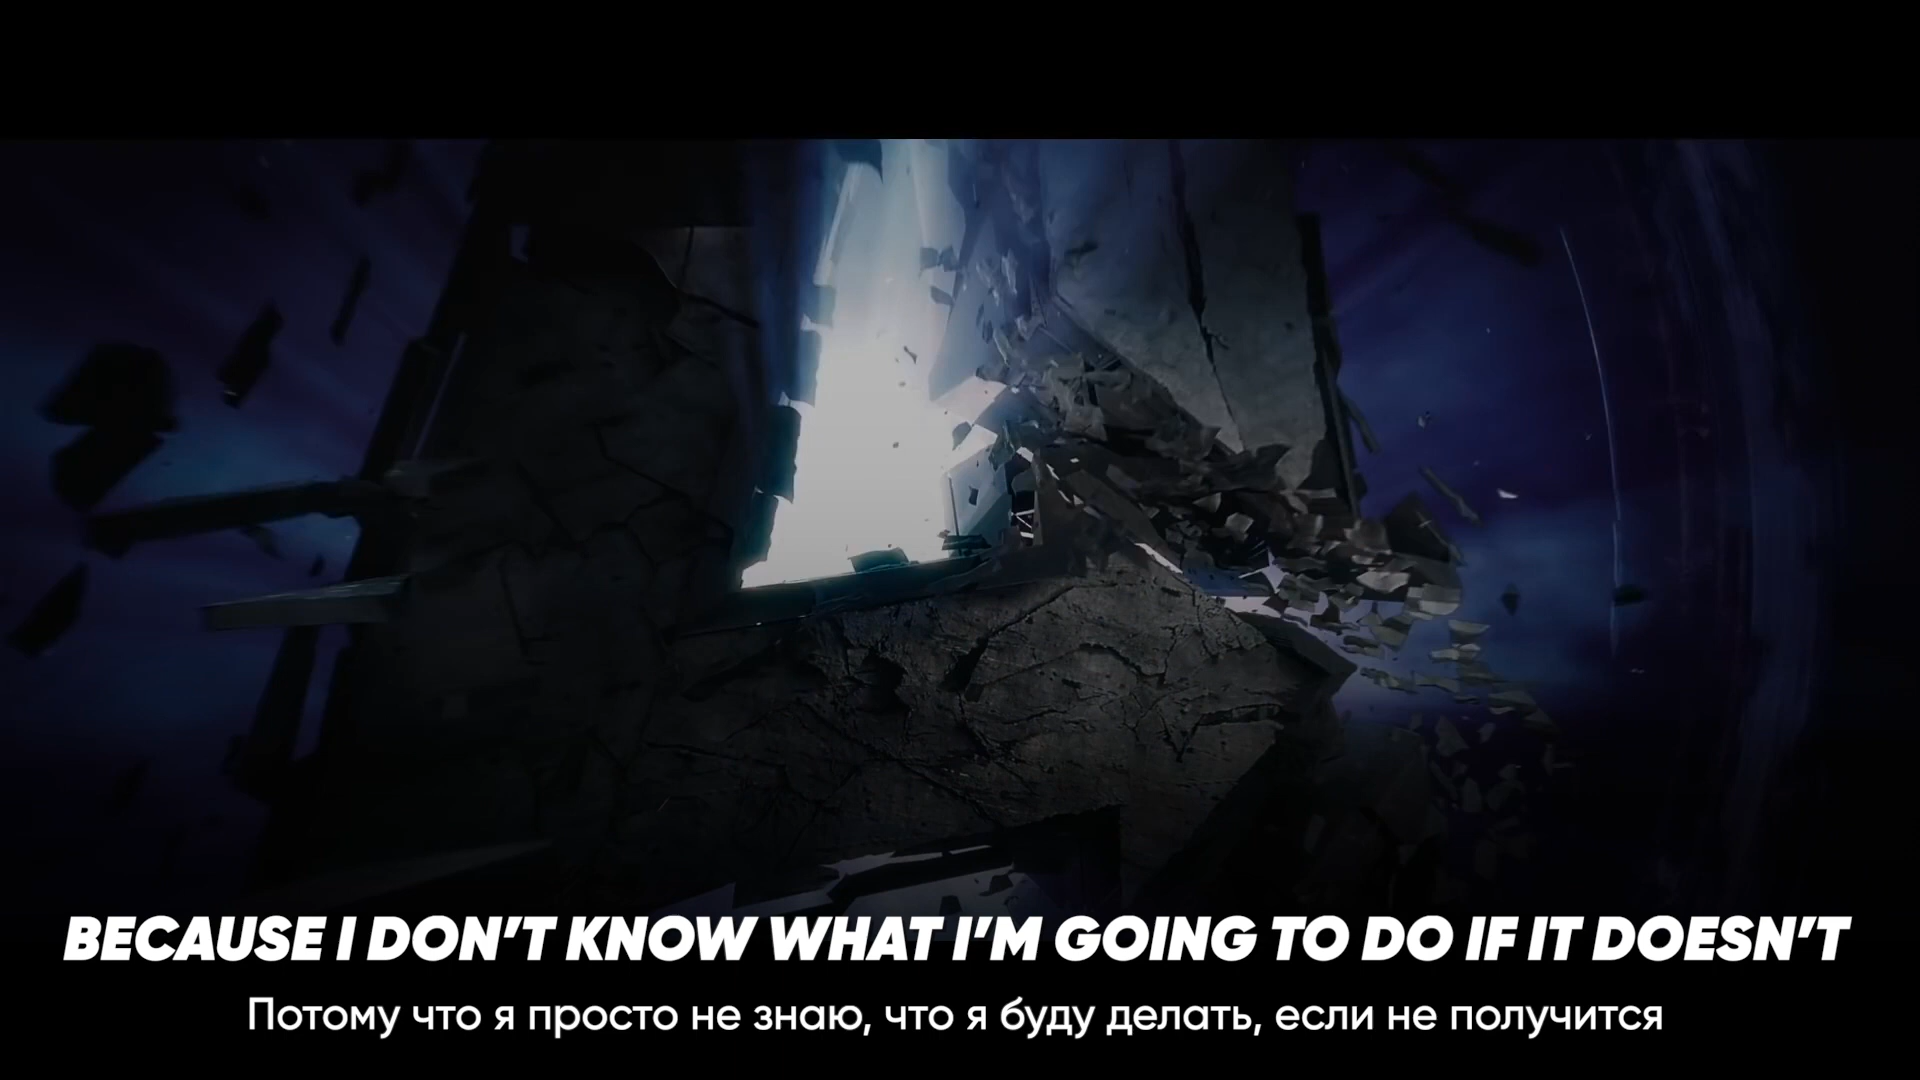 BECAUSE I DON’T KNOW WHAT I’M GOING TO DO IF IT DOESN’T
Потому что я просто не знаю, что я буду делать, если не получится